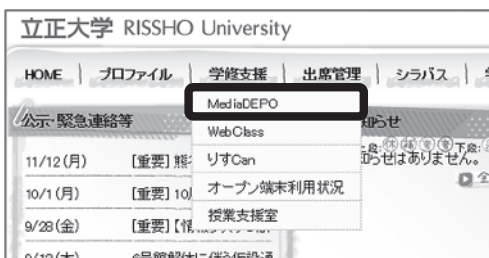 立正大学 RISSHO University
HOME プロファイル 学修支援 出席管理 シラバス
MediaDEPO
WebClass
りすCan
オープン端末利用状況
授業支援室
公示・緊急連絡等
11/12(月) [重要]
10/1(月) [重要] 10
9/28(金) [重要]
らせはありません。
下段: